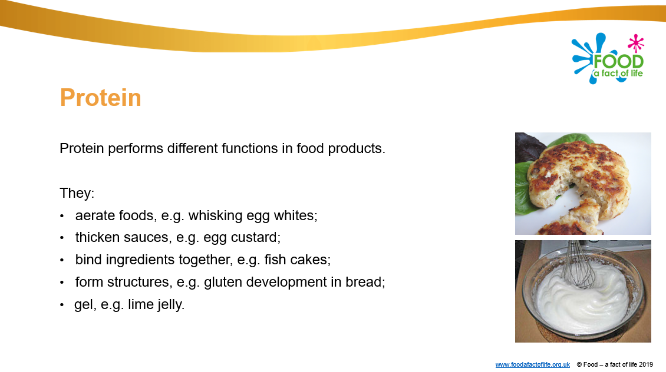 FOOD
a fact of life
Protein
Protein performs different functions in food products.
They:
• aerate foods, e.g. whisking egg whites;
• thicken sauces, e.g. egg custard;
• bind ingredients together, e.g. fish cakes;
• form structures, e.g. gluten development in bread;
• gel, e.g. lime jelly.
www.foodafactoflife.org.uk © Food – a fact of life 2019